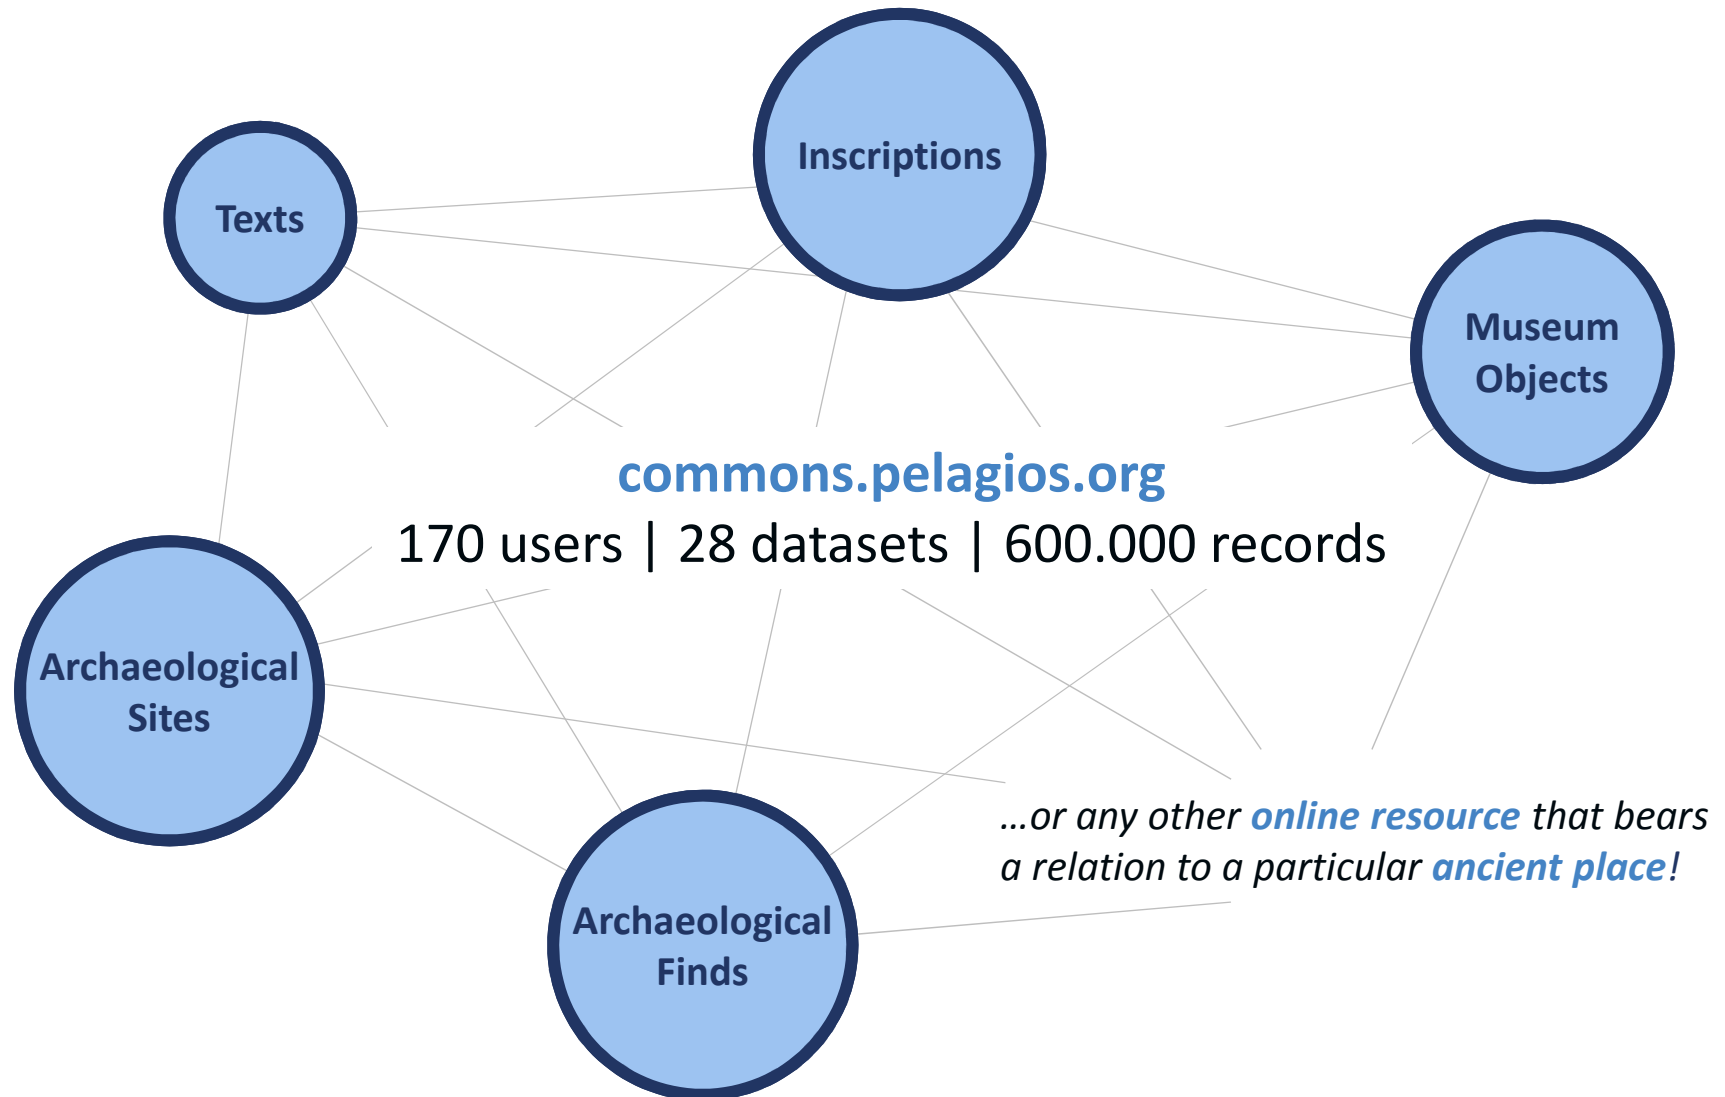 Inscriptions
Texts
Museum
Objects
commons.pelagios.org
170 users | 28 datasets | 600.000 records
Archaeological
Sites
…or any other online resource that bears
a relation to a particular ancient place!
Archaeological
Finds